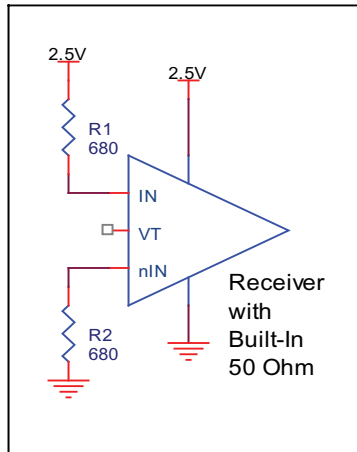 2.5V
2.5V
R1
680
IN
VT
nIN
R2
680
Receiver
with
Built-In
50 Ohm